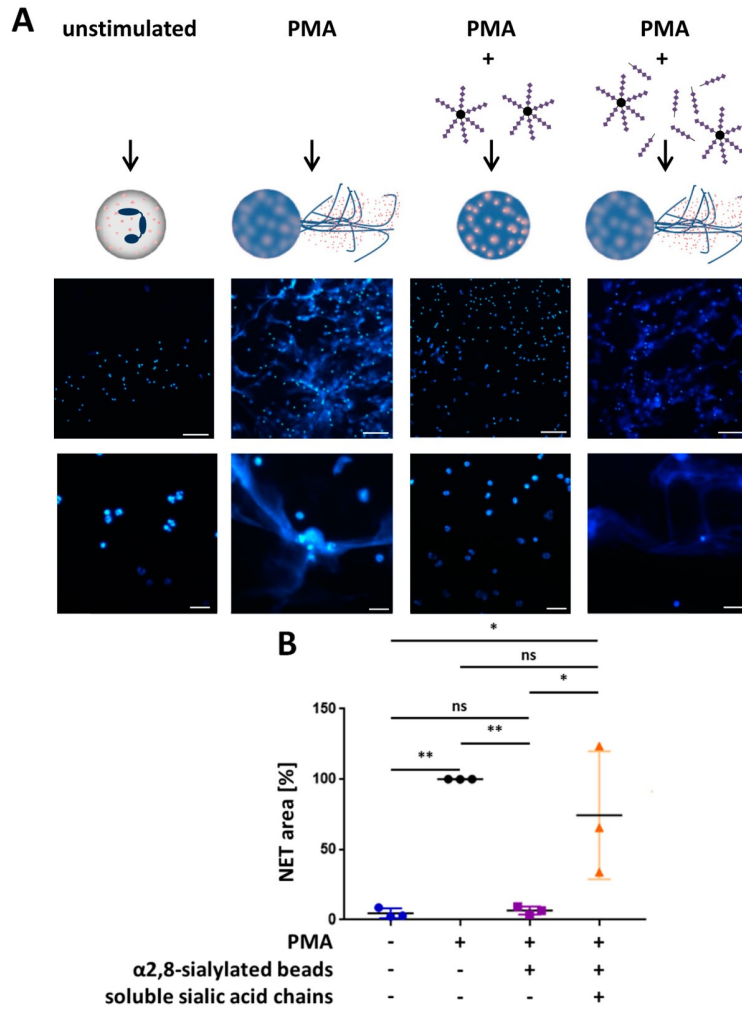 A
unstimulated PMA PMA PMA
+ +
B
*
ns
*
ns
**
**
150
100
50
0
NET area [%]
PMA - + + +
α2,8-sialylated beads - - + +
soluble sialic acid chains - - - +